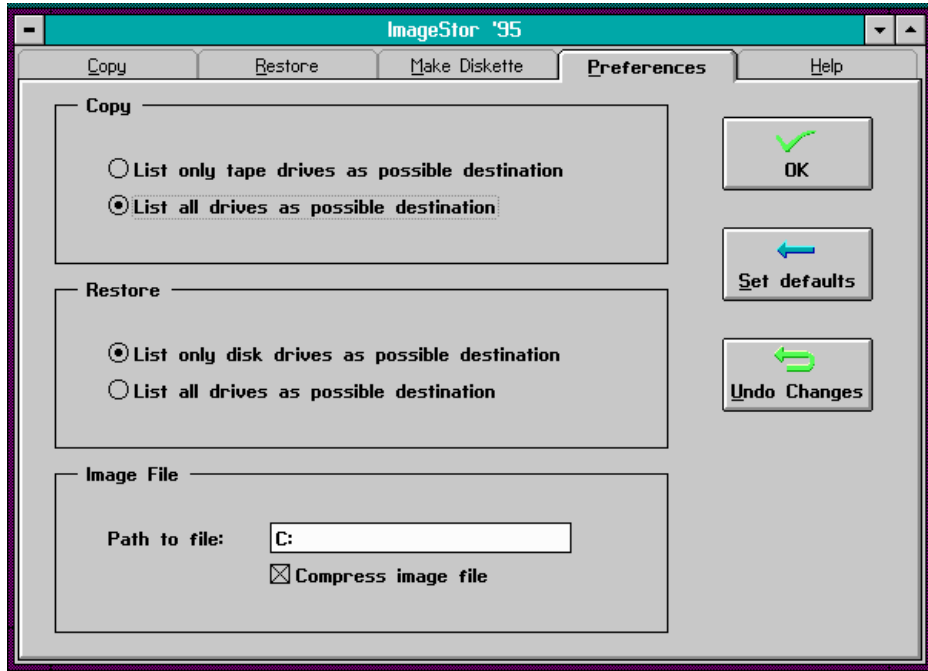 ImageStor '95
Copy
Restore
Make Diskette
Preferences
Help
Copy
List only tape drives as possible destination
List all drives as possible destination
OK
Set defaults
Restore
List only disk drives as possible destination
List all drives as possible destination
Undo Changes
Image File
Path to file: C:
Compress image file